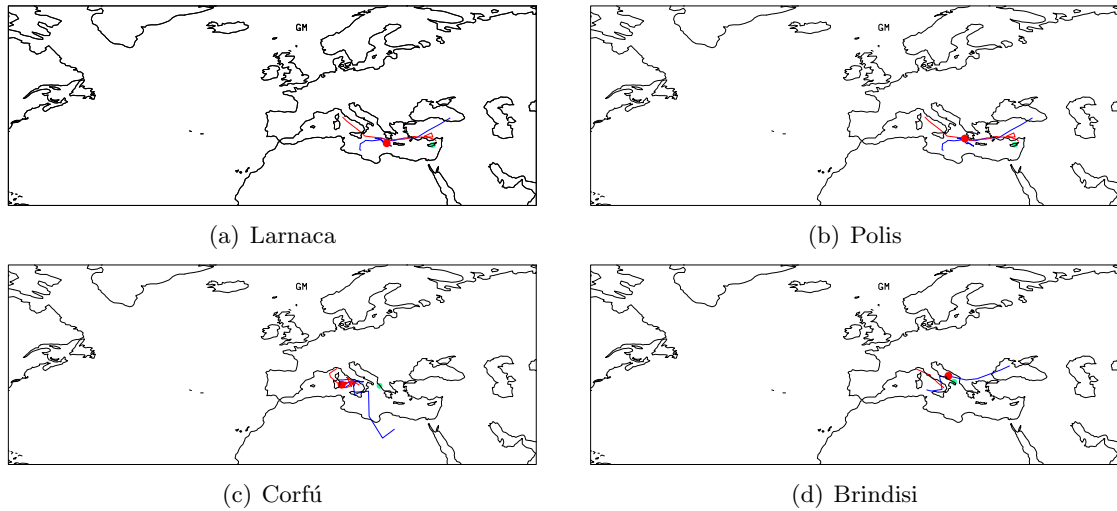 GM
GM
(a) Larnaca
(b) Polis
GM
GM
(c) Corfú
(d) Brindisi